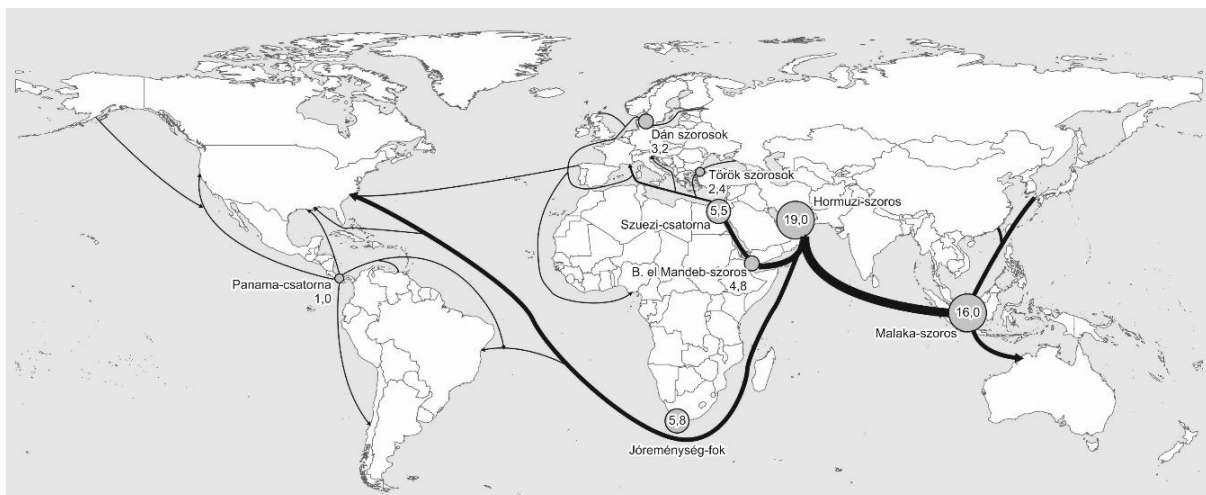 Dán szorosok
3,2
Török szorosok
2,4
5,5
Szuezi-csatorna
Hormuzi-szoros
19,0
B. el Mandeb-szoros
4,8
Panama-csatorna
1,0
16,0
Malaka-szoros
5,8
Jóreménység-fok